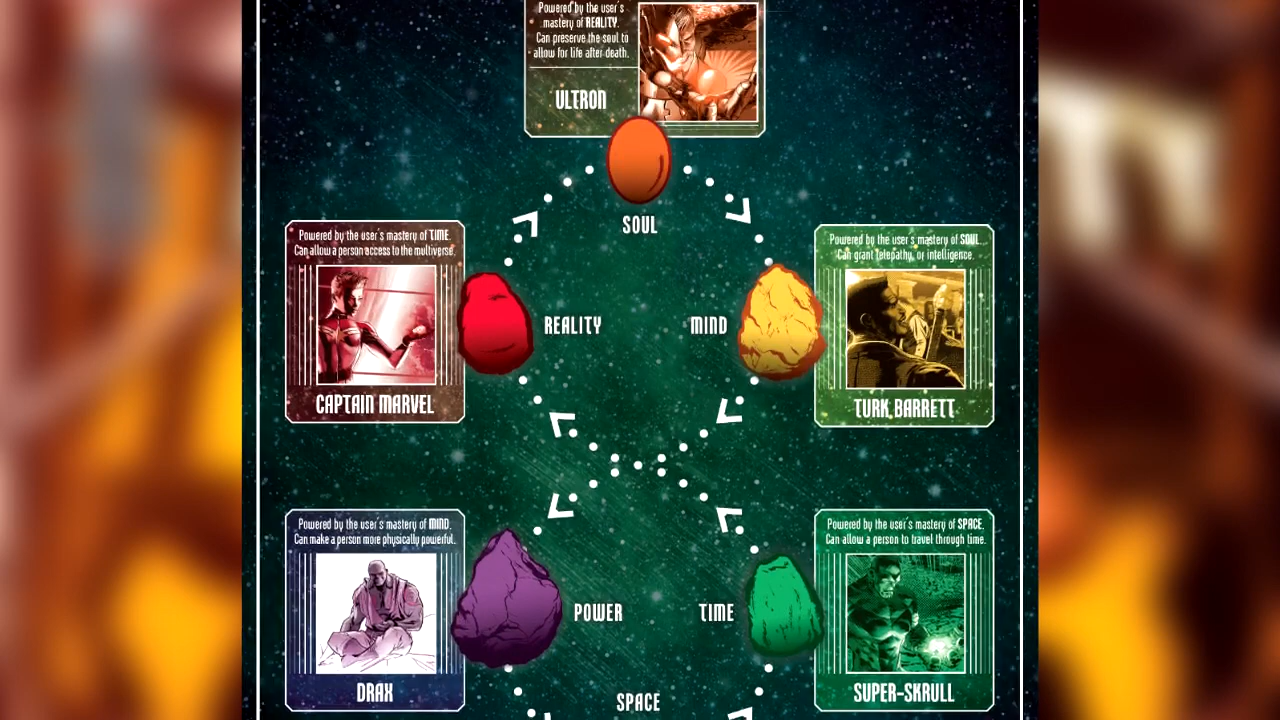 Powered by the user's
mastery of REALITY.
Can preserve the soul to
allow for life after death.
ULTRON
SOUL
Powered by the user's mastery of TIME.
Can allow a person access to the multiverse.
CAPTAIN MARVEL
REALITY
MIND
Powered by the user's mastery of SOUL.
Can grant telepathy, or intelligence.
TURK BARRETT
Powered by the user's mastery of MIND.
Can make a person more physically powerful.
DRAX
POWER
TIME
Powered by the user's mastery of SPACE.
Can allow a person to travel through time.
SUPER-SKRULL
SPACE